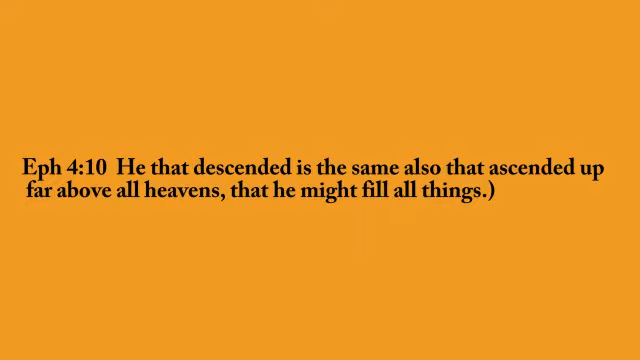 Eph 4:10 He that descended is the same also that ascended up
far above all heavens, that he might fill all things.)